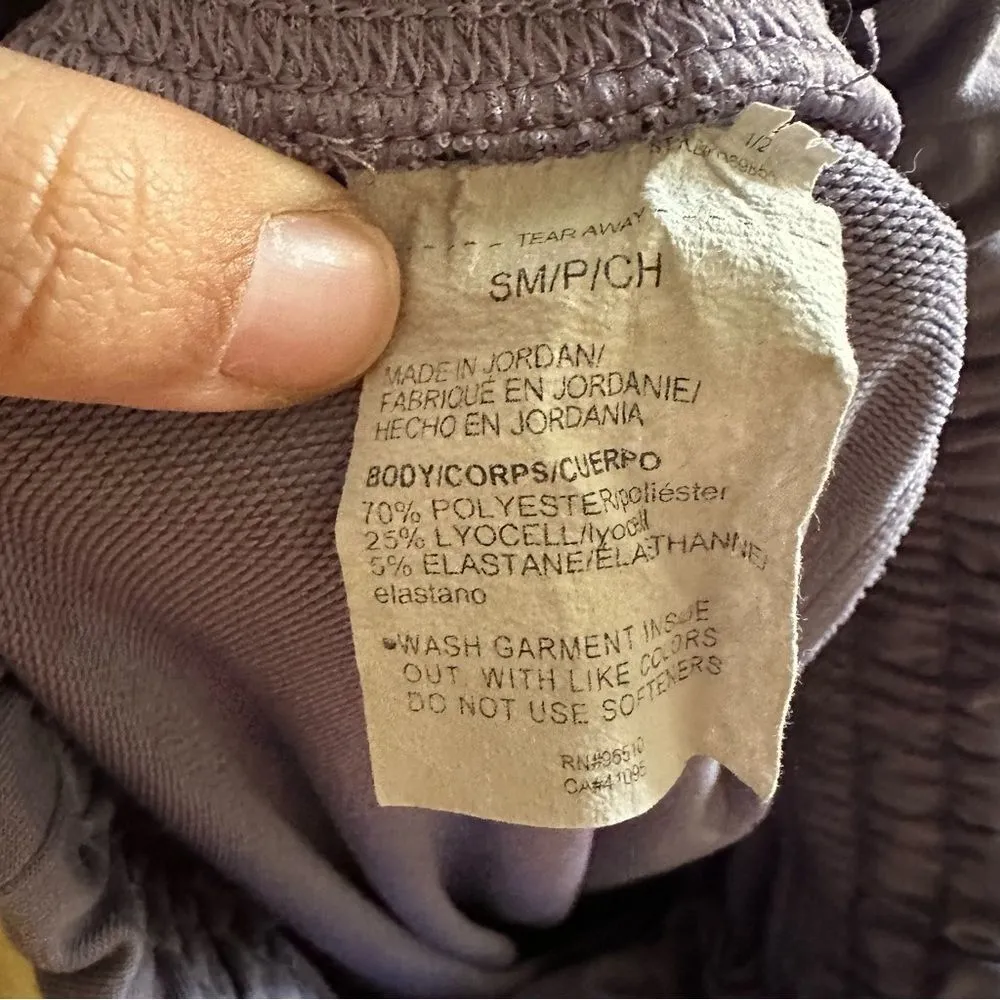 1/2
TEAR AWAY
SM/P/CH
MADE IN JORDAN/
FABRIQUÉ EN JORDANIE/
HECHO EN JORDANIA
BODY/CORPS/CUERPO
70% POLYESTER/poliéster
25% LYOCELL/lyocell
5% ELASTANE/ÉLASTHANNE/
elastano
•WASH GARMENT INSIDE
OUT, WITH LIKE COLORS
DO NOT USE SOFTENERS
RN#96510
CA#41095